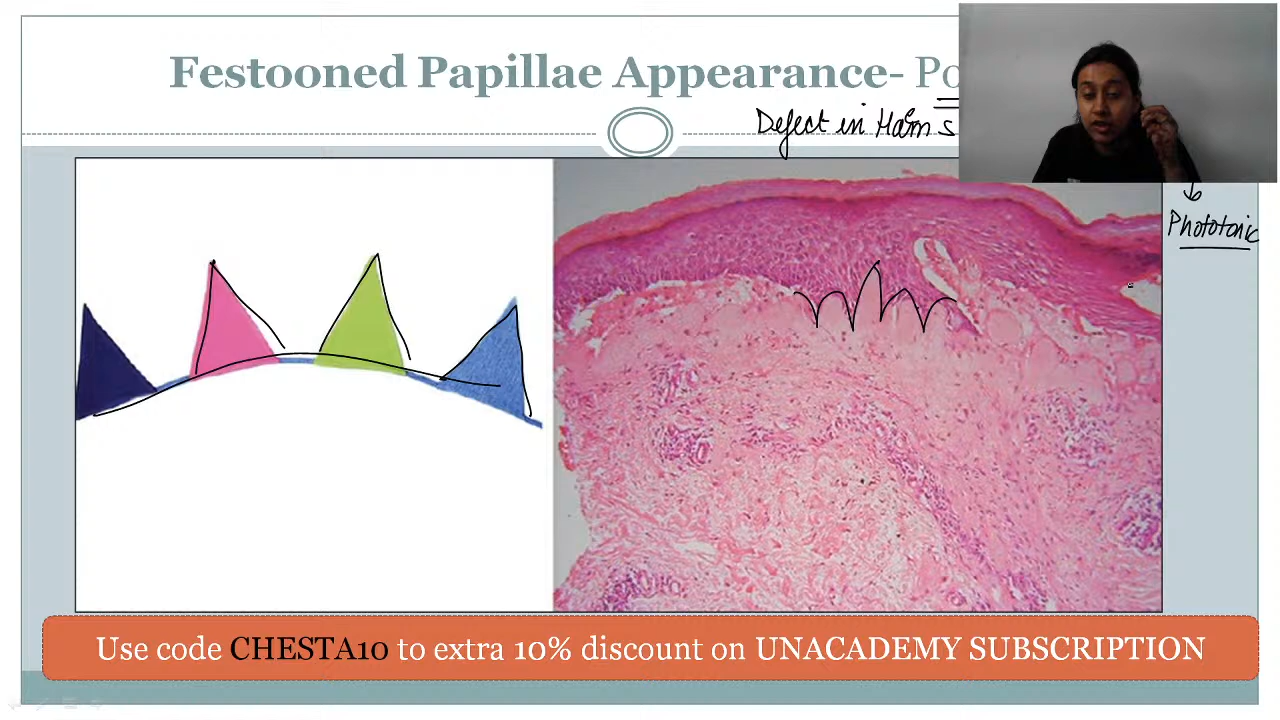 Festooned Papillae Appearance- Po
Defect in Haem S
Phototoxic
Use code CHESTA10 to extra 10% discount on UNACADEMY SUBSCRIPTION